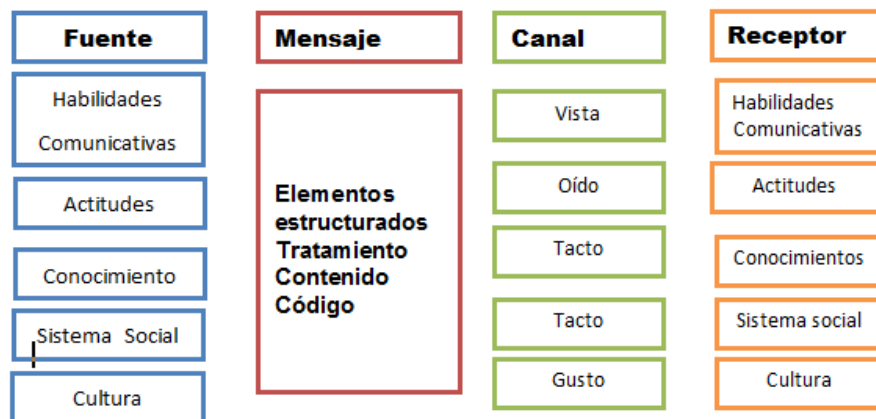 Fuente
Habilidades
Comunicativas
Actitudes
Conocimiento
Sistema Social
Cultura
Mensaje
Elementos
estructurados
Tratamiento
Contenido
Código
Canal
Vista
Oído
Tacto
Tacto
Gusto
Receptor
Habilidades
Comunicativas
Actitudes
Conocimientos
Sistema social
Cultura